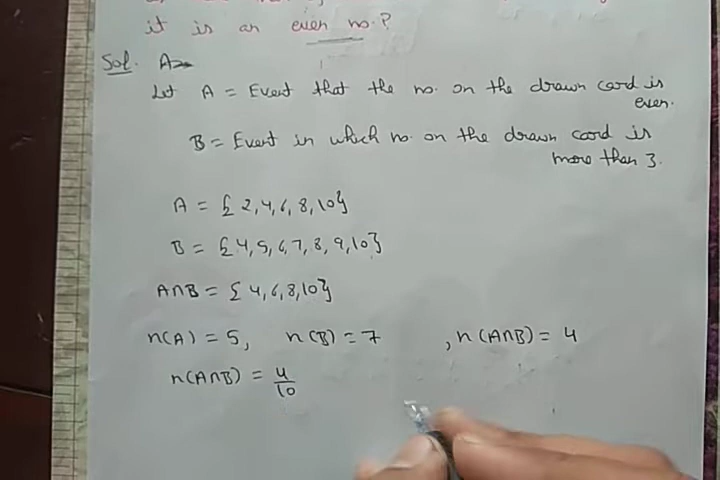 it is an even no.?
Sol. A
Let A = Event that the no. on the drawn card is
even.
B = Event in which no. on the drawn card is
more than 3.
A = { 2,4,6,8,10}
B = {4,5,6,7,8,9,10}
A∩B = { 4,6,8,10}
n(A) = 5, n(B) = 7 , n(A∩B) = 4
n(A∩B) = 4/10